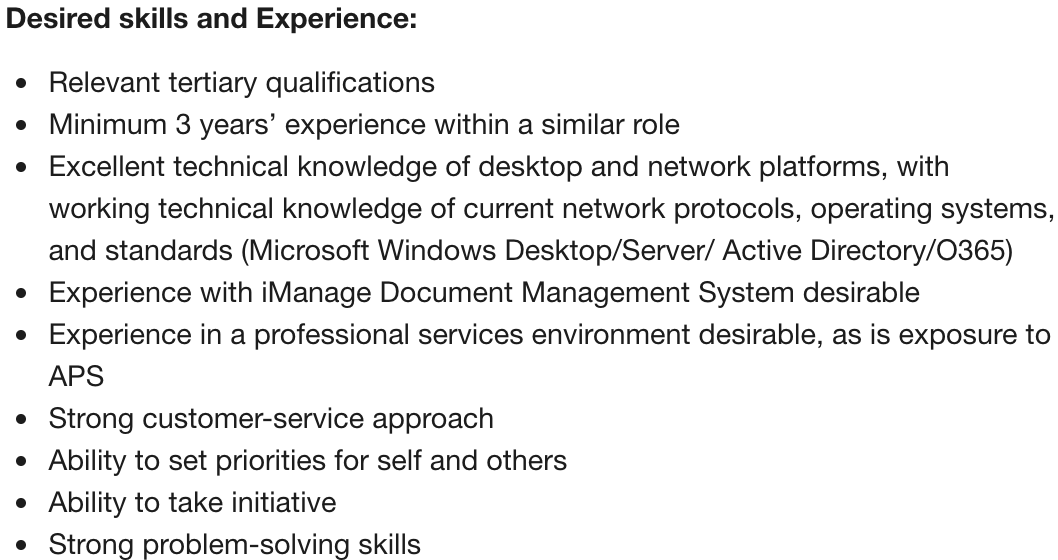 Desired skills and Experience:
• Relevant tertiary qualifications
• Minimum 3 years’ experience within a similar role
• Excellent technical knowledge of desktop and network platforms, with
working technical knowledge of current network protocols, operating systems,
and standards (Microsoft Windows Desktop/Server/ Active Directory/O365)
• Experience with iManage Document Management System desirable
• Experience in a professional services environment desirable, as is exposure to
APS
• Strong customer-service approach
• Ability to set priorities for self and others
• Ability to take initiative
• Strong problem-solving skills